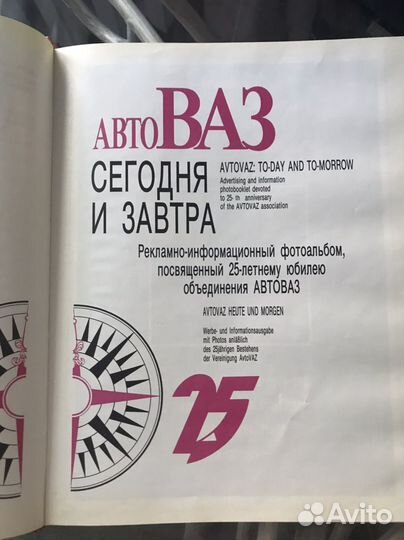 автоВАЗ
СЕГОДНЯ
И ЗАВТРА
AVTOVAZ: TO-DAY AND TO-MORROW
Advertising and information
photobooklet devoted
to 25- th anniversary
of the AVTOVAZ association
Рекламно-информационный фотоальбом,
посвященный 25-летнему юбилею
объединения АВТОВАЗ
AVTOVAZ HEUTE UND MORGEN
Werbe- und Informationsausgabe
mit Photos anläßlich
des 25jährigen Bestehens
der Vereinigung AvtoVAZ
25
Avito